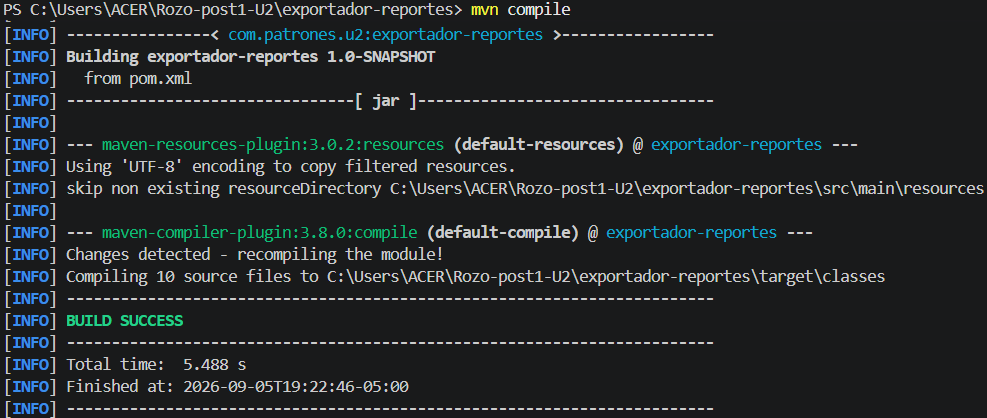 PS C:\Users\ACER\Rozo-post1-U2\exportador-reportes> mvn compile
[INFO] ----------------< com.patrones.u2:exportador-reportes >-----------------
[INFO] Building exportador-reportes 1.0-SNAPSHOT
[INFO]   from pom.xml
[INFO] --------------------------------[ jar ]---------------------------------
[INFO]
[INFO] --- maven-resources-plugin:3.0.2:resources (default-resources) @ exportador-reportes ---
[INFO] Using 'UTF-8' encoding to copy filtered resources.
[INFO] skip non existing resourceDirectory C:\Users\ACER\Rozo-post1-U2\exportador-reportes\src\main\resources
[INFO]
[INFO] --- maven-compiler-plugin:3.8.0:compile (default-compile) @ exportador-reportes ---
[INFO] Changes detected - recompiling the module!
[INFO] Compiling 10 source files to C:\Users\ACER\Rozo-post1-U2\exportador-reportes\target\classes
[INFO] ------------------------------------------------------------------------
[INFO] BUILD SUCCESS
[INFO] ------------------------------------------------------------------------
[INFO] Total time:  5.488 s
[INFO] Finished at: 2026-09-05T19:22:46-05:00
[INFO] ------------------------------------------------------------------------